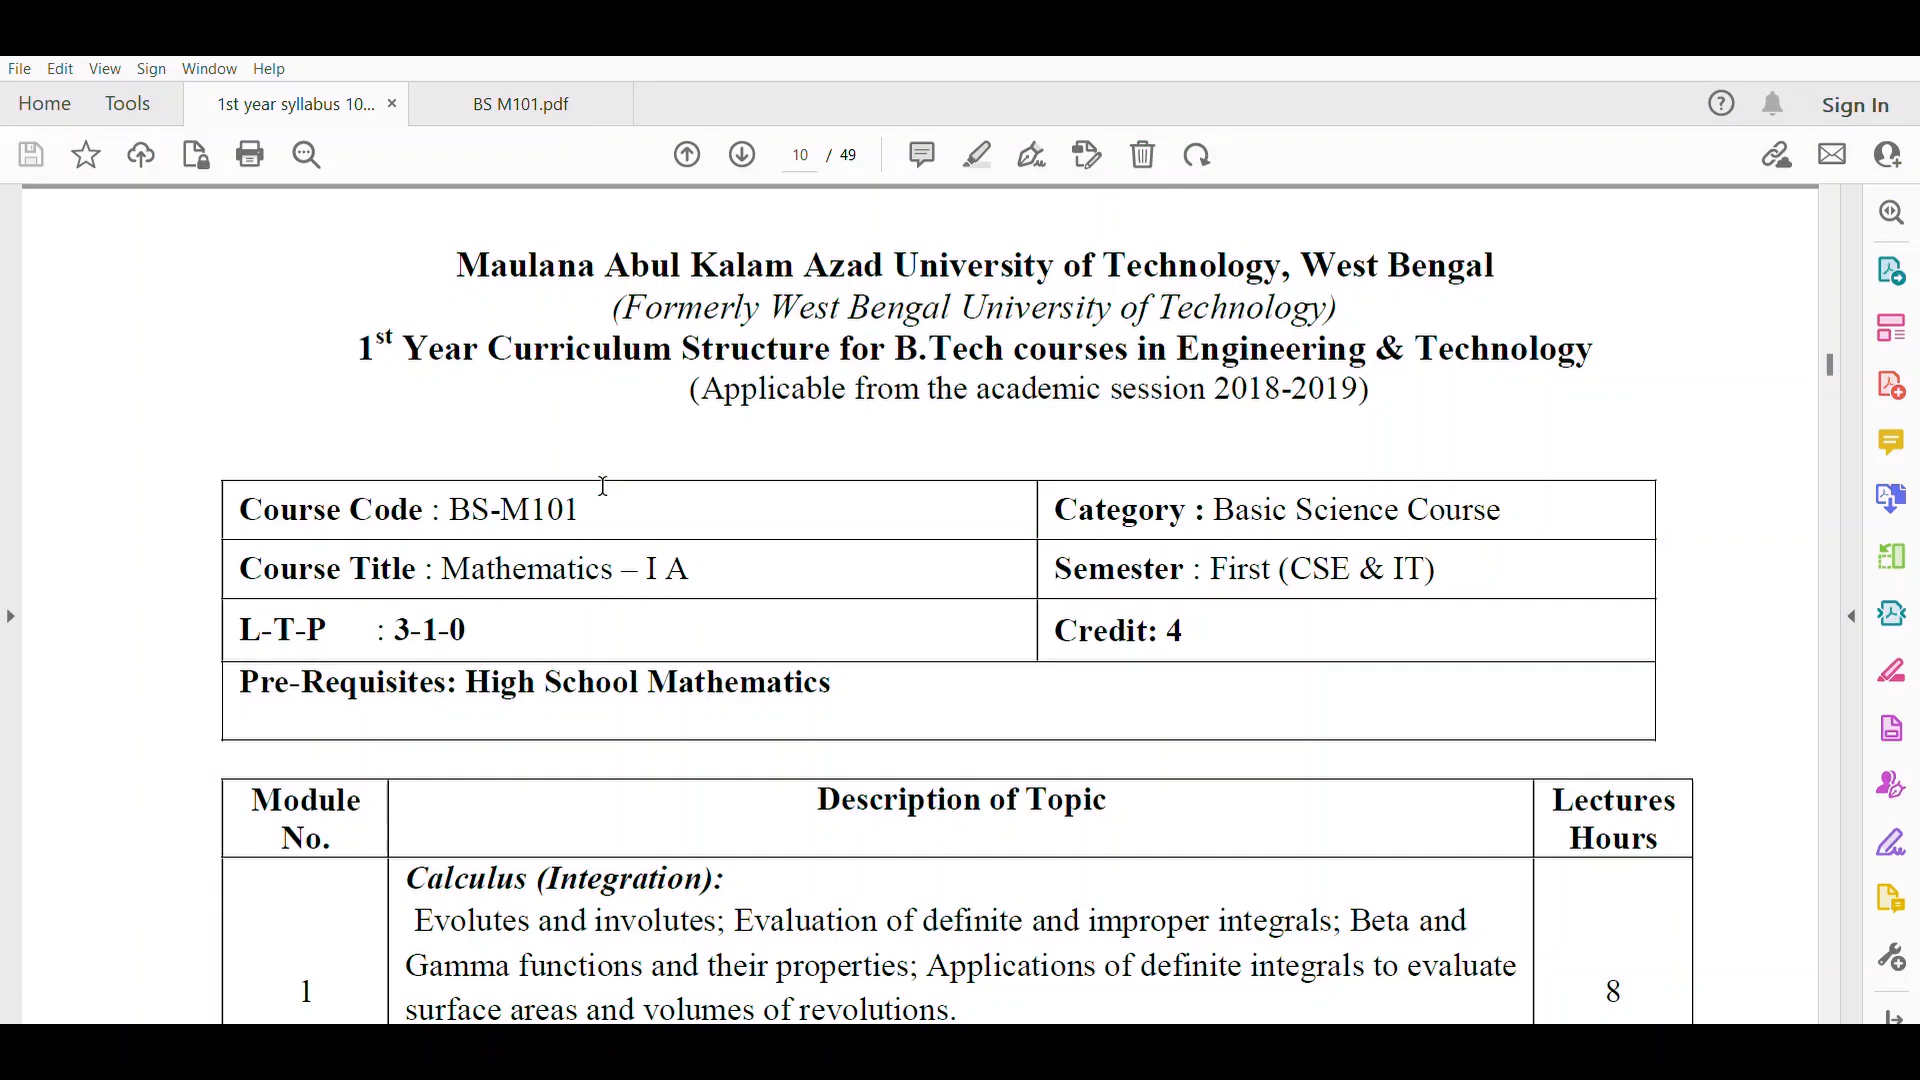 File Edit View Sign Window Help
Home Tools 1st year syllabus 10... × BS M101.pdf Sign In
10 / 49
Maulana Abul Kalam Azad University of Technology, West Bengal
(Formerly West Bengal University of Technology)
1st Year Curriculum Structure for B.Tech courses in Engineering & Technology
(Applicable from the academic session 2018-2019)
Course Code : BS-M101 Category : Basic Science Course
Course Title : Mathematics – I A Semester : First (CSE & IT)
L-T-P : 3-1-0 Credit: 4
Pre-Requisites: High School Mathematics
Module No. Description of Topic Lectures Hours
Calculus (Integration):
Evolutes and involutes; Evaluation of definite and improper integrals; Beta and
Gamma functions and their properties; Applications of definite integrals to evaluate
1 surface areas and volumes of revolutions. 8